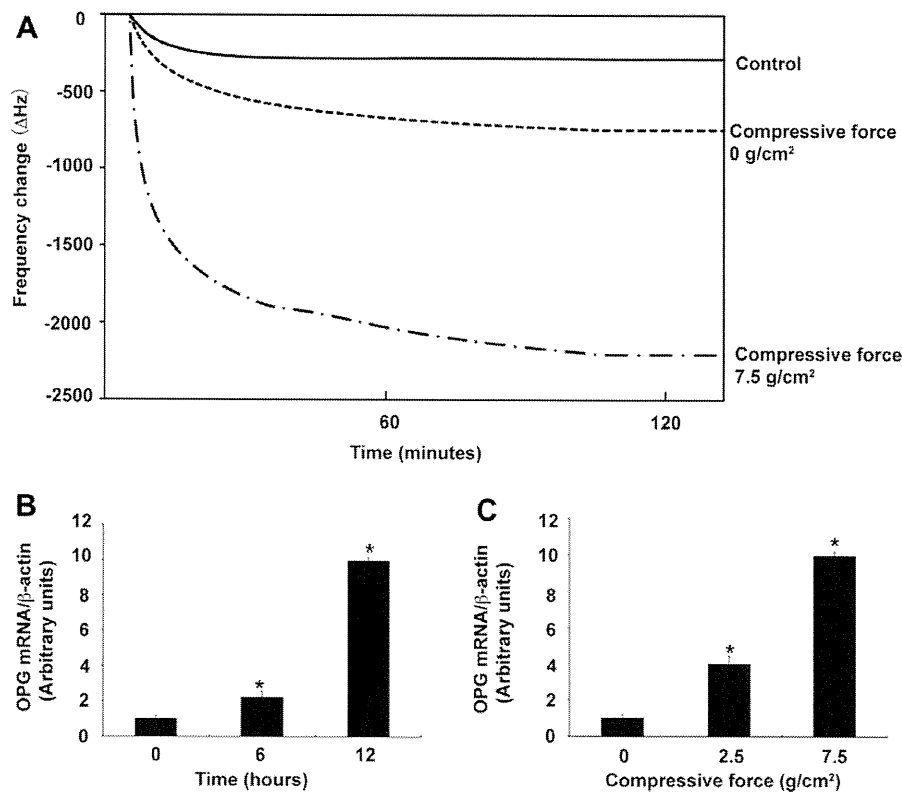 A
Frequency change (ΔHz)
0
-500
-1000
-1500
-2000
-2500
60
120
Time (minutes)
Control
Compressive force
0 g/cm²
Compressive force
7.5 g/cm²
B
OPG mRNA/β-actin
(Arbitrary units)
12
10
8
6
4
2
0
*
*
0
6
12
Time (hours)
C
OPG mRNA/β-actin
(Arbitrary units)
12
10
8
6
4
2
0
*
*
0
2.5
7.5
Compressive force (g/cm²)